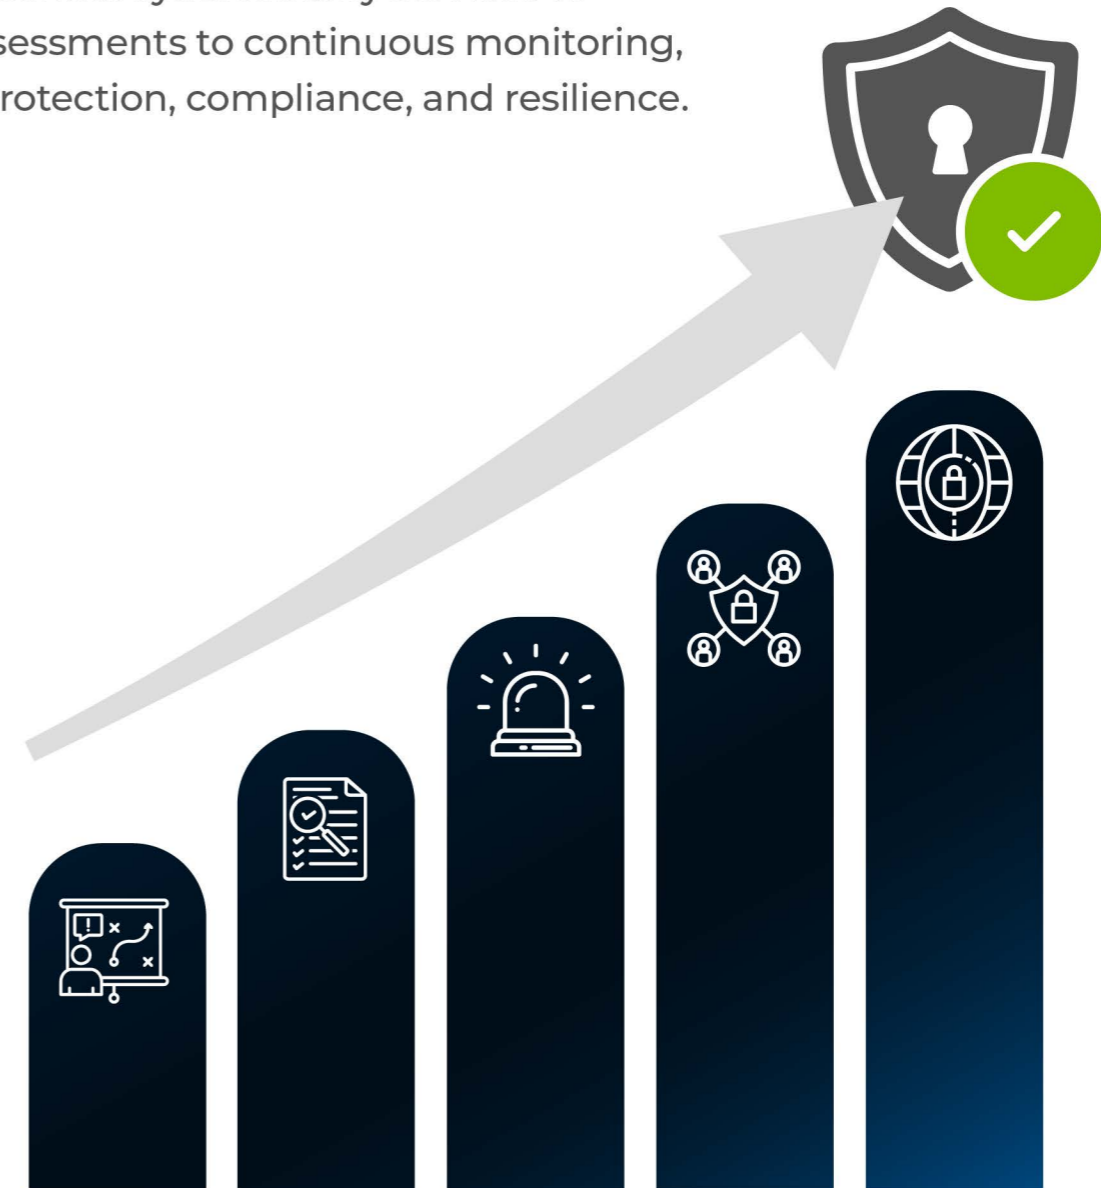 sessments to continuous monitoring,
rotection, compliance, and resilience.